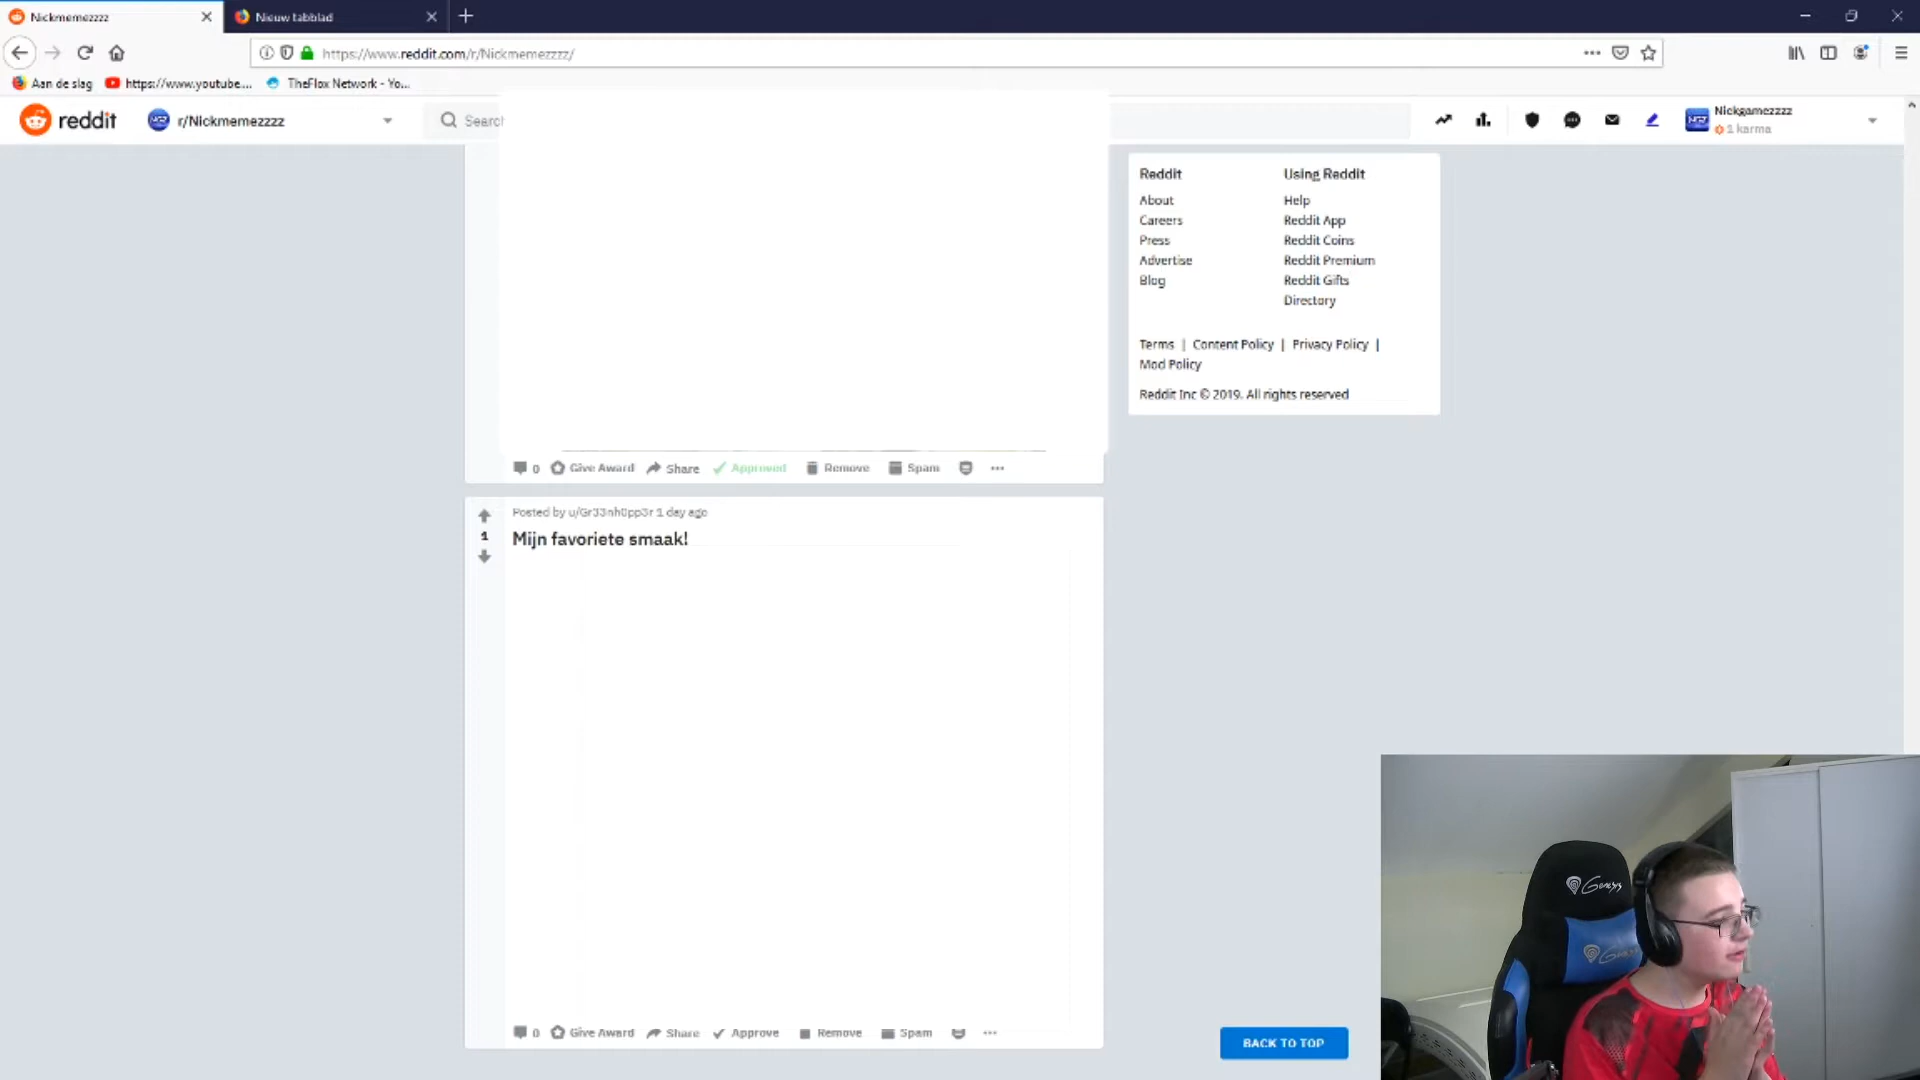 Nickmemezzzz
Nieuw tabblad
https://www.reddit.com/r/Nickmemezzzz/
Aan de slag
https://www.youtube....
TheFlox Network - Yo...
reddit
r/Nickmemezzzz
Search
Nickgamezzzz
1 karma
Reddit
Using Reddit
About
Help
Careers
Reddit App
Press
Reddit Coins
Advertise
Reddit Premium
Blog
Reddit Gifts
Directory
Terms | Content Policy | Privacy Policy |
Mod Policy
Reddit Inc © 2019. All rights reserved
0 Give Award Share Approved Remove Spam
Posted by u/Gr33nh0pp3r 1 day ago
1
Mijn favoriete smaak!
0 Give Award Share Approve Remove Spam
BACK TO TOP
Genesis